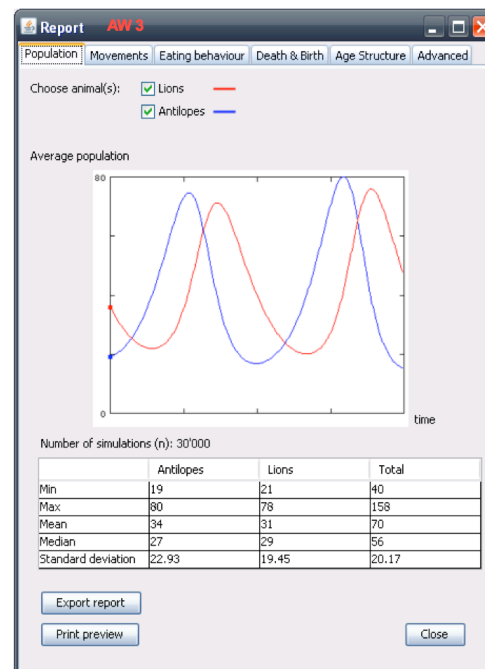 Report AW 3
Population Movements Eating behaviour Death & Birth Age Structure Advanced
Choose animal(s): Lions
Antilopes
Average population
80
0
time
Number of simulations (n): 30'000
Antilopes Lions Total
Min 19 21 40
Max 80 78 158
Mean 34 31 70
Median 27 29 56
Standard deviation 22.93 19.45 20.17
Export report
Print preview Close